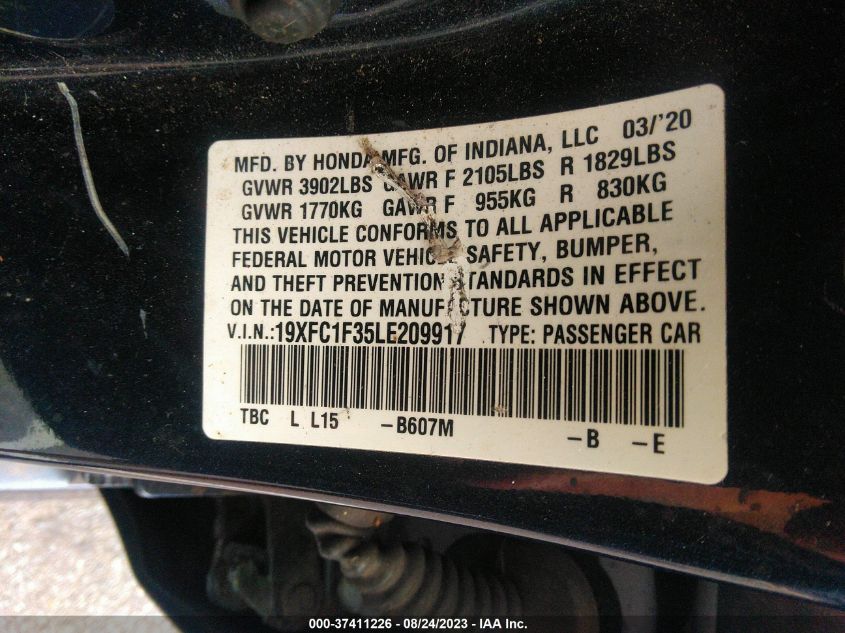 MFD. BY HONDA MFG. OF INDIANA, LLC 03/'20
GVWR 3902LBS GAWR F 2105LBS R 1829LBS
GVWR 1770KG GAWR F 955KG R 830KG
THIS VEHICLE CONFORMS TO ALL APPLICABLE
FEDERAL MOTOR VEHICLE SAFETY, BUMPER,
AND THEFT PREVENTION STANDARDS IN EFFECT
ON THE DATE OF MANUFACTURE SHOWN ABOVE.
V.I.N.:19XFC1F35LE209917 TYPE: PASSENGER CAR
TBC L L15 -B607M -B -E
000-37411226 - 08/24/2023 - IAA Inc.